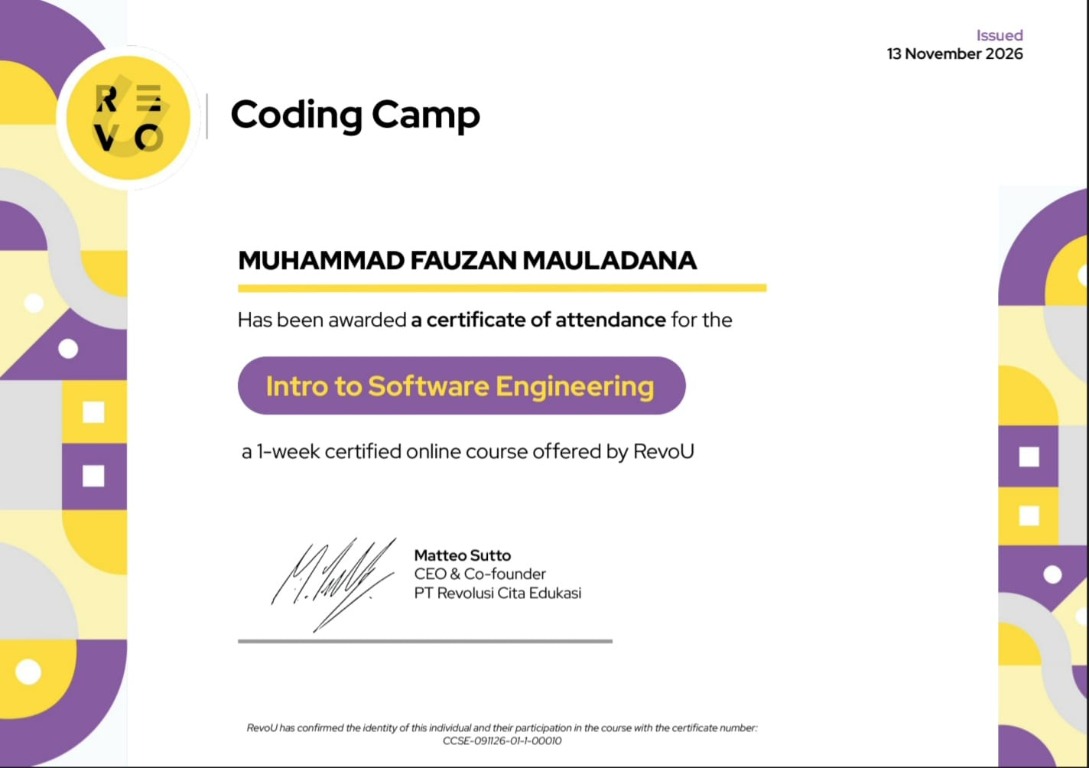 Issued
13 November 2026
R E
V O
Coding Camp
MUHAMMAD FAUZAN MAULADANA
Has been awarded a certificate of attendance for the
Intro to Software Engineering
a 1-week certified online course offered by RevoU
Matteo Sutto
CEO & Co-founder
PT Revolusi Cita Edukasi
RevoU has confirmed the identity of this individual and their participation in the course with the certificate number:
CCSE-091126-01-1-00010